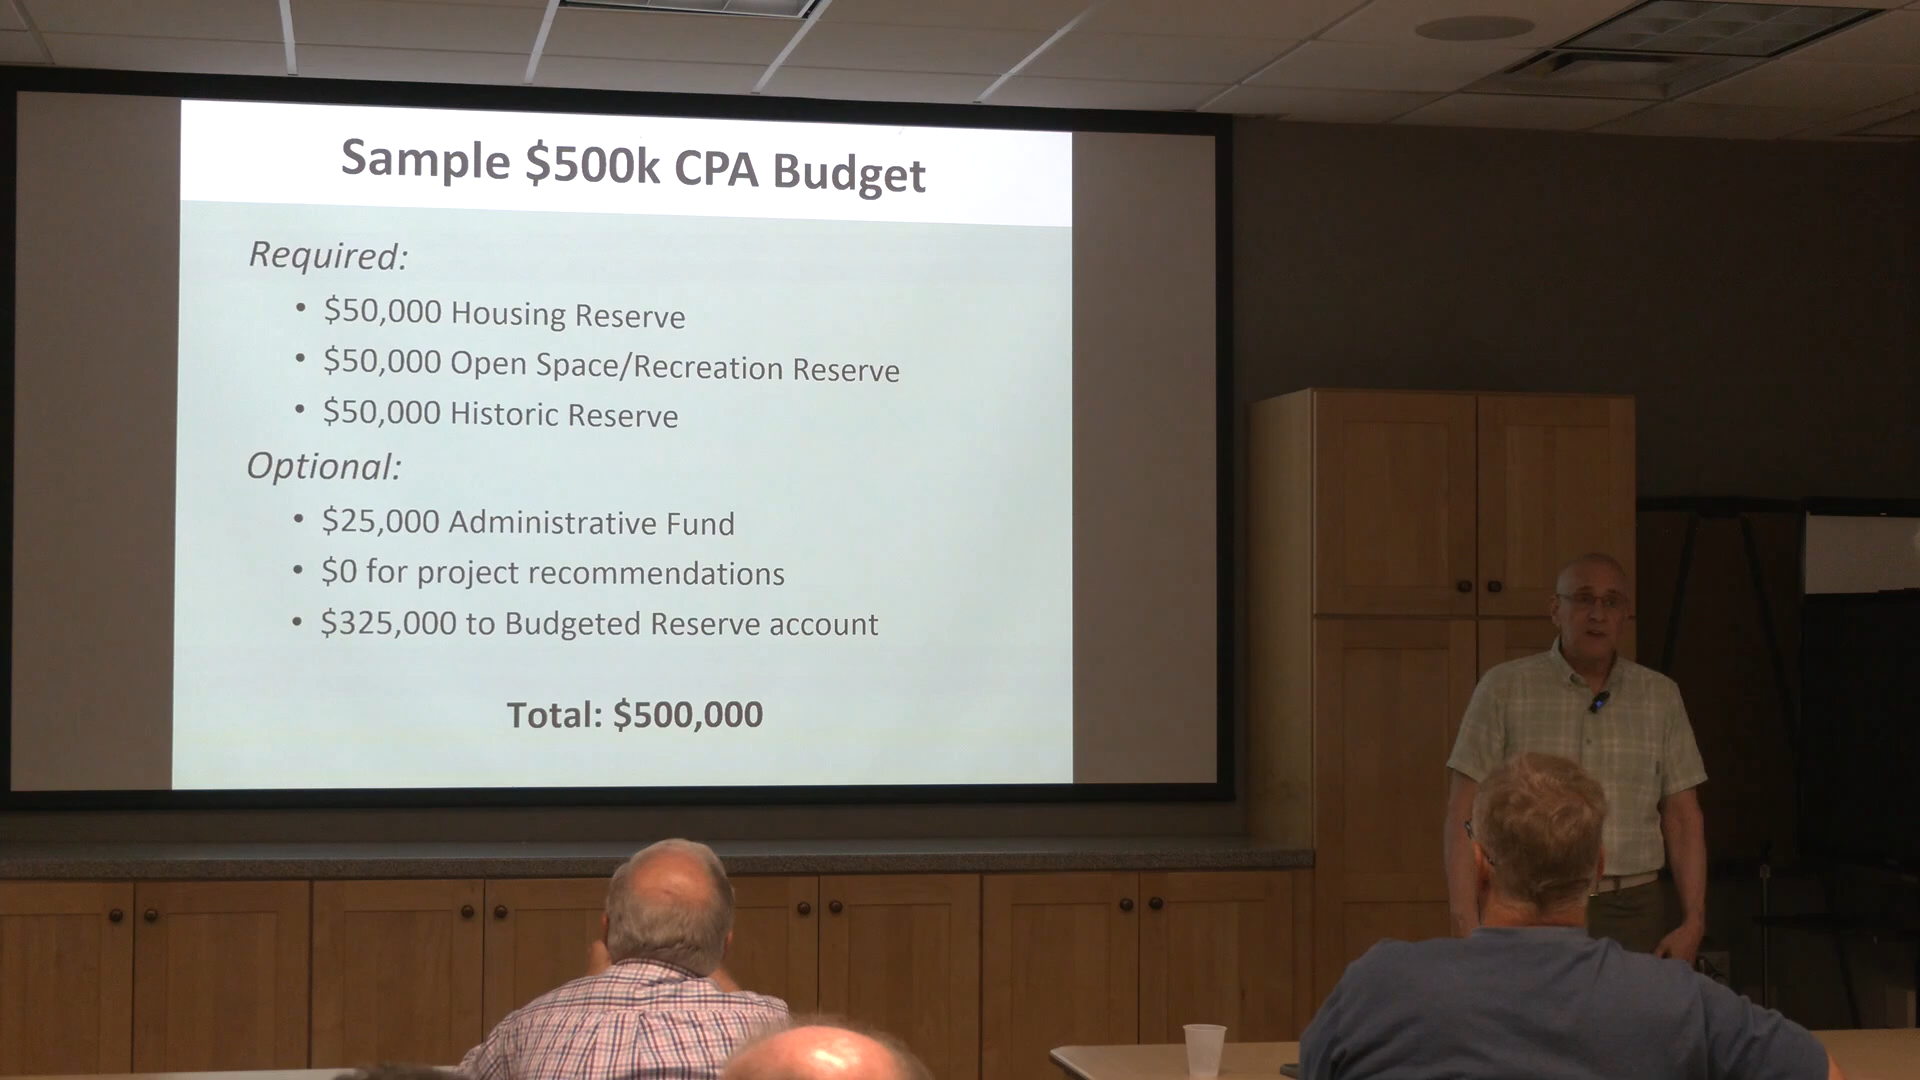 Sample $500k CPA Budget
Required:
• $50,000 Housing Reserve
• $50,000 Open Space/Recreation Reserve
• $50,000 Historic Reserve
Optional:
• $25,000 Administrative Fund
• $0 for project recommendations
• $325,000 to Budgeted Reserve account
Total: $500,000